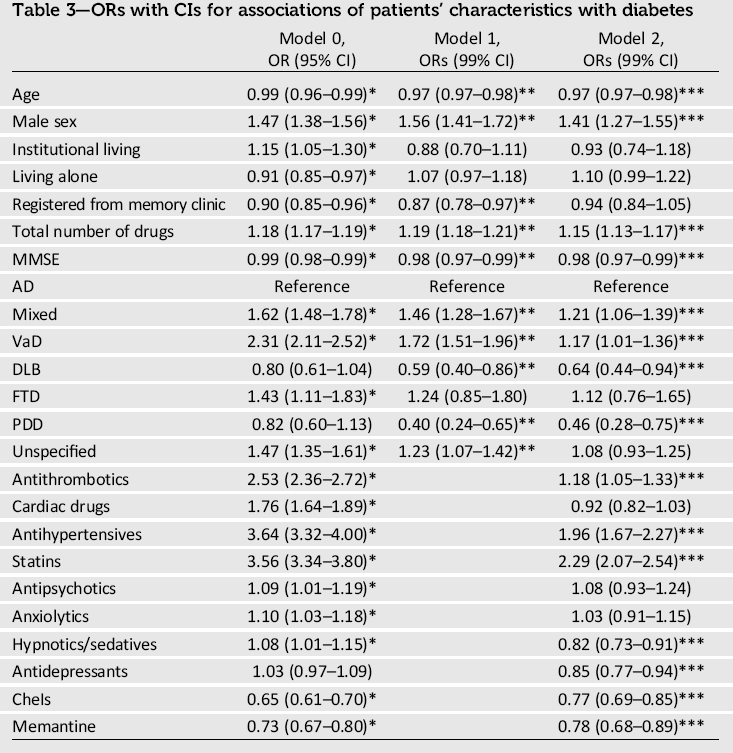 Table 3—ORs with CIs for associations of patients’ characteristics with diabetes
Model 0, Model 1, Model 2,
OR (95% CI) ORs (99% CI) ORs (99% CI)
Age 0.99 (0.96–0.99)* 0.97 (0.97–0.98)** 0.97 (0.97–0.98)***
Male sex 1.47 (1.38–1.56)* 1.56 (1.41–1.72)** 1.41 (1.27–1.55)***
Institutional living 1.15 (1.05–1.30)* 0.88 (0.70–1.11) 0.93 (0.74–1.18)
Living alone 0.91 (0.85–0.97)* 1.07 (0.97–1.18) 1.10 (0.99–1.22)
Registered from memory clinic 0.90 (0.85–0.96)* 0.87 (0.78–0.97)** 0.94 (0.84–1.05)
Total number of drugs 1.18 (1.17–1.19)* 1.19 (1.18–1.21)** 1.15 (1.13–1.17)***
MMSE 0.99 (0.98–0.99)* 0.98 (0.97–0.99)** 0.98 (0.97–0.99)***
AD Reference Reference Reference
Mixed 1.62 (1.48–1.78)* 1.46 (1.28–1.67)** 1.21 (1.06–1.39)***
VaD 2.31 (2.11–2.52)* 1.72 (1.51–1.96)** 1.17 (1.01–1.36)***
DLB 0.80 (0.61–1.04) 0.59 (0.40–0.86)** 0.64 (0.44–0.94)***
FTD 1.43 (1.11–1.83)* 1.24 (0.85–1.80) 1.12 (0.76–1.65)
PDD 0.82 (0.60–1.13) 0.40 (0.24–0.65)** 0.46 (0.28–0.75)***
Unspecified 1.47 (1.35–1.61)* 1.23 (1.07–1.42)** 1.08 (0.93–1.25)
Antithrombotics 2.53 (2.36–2.72)* 1.18 (1.05–1.33)***
Cardiac drugs 1.76 (1.64–1.89)* 0.92 (0.82–1.03)
Antihypertensives 3.64 (3.32–4.00)* 1.96 (1.67–2.27)***
Statins 3.56 (3.34–3.80)* 2.29 (2.07–2.54)***
Antipsychotics 1.09 (1.01–1.19)* 1.08 (0.93–1.24)
Anxiolytics 1.10 (1.03–1.18)* 1.03 (0.91–1.15)
Hypnotics/sedatives 1.08 (1.01–1.15)* 0.82 (0.73–0.91)***
Antidepressants 1.03 (0.97–1.09) 0.85 (0.77–0.94)***
CheIs 0.65 (0.61–0.70)* 0.77 (0.69–0.85)***
Memantine 0.73 (0.67–0.80)* 0.78 (0.68–0.89)***